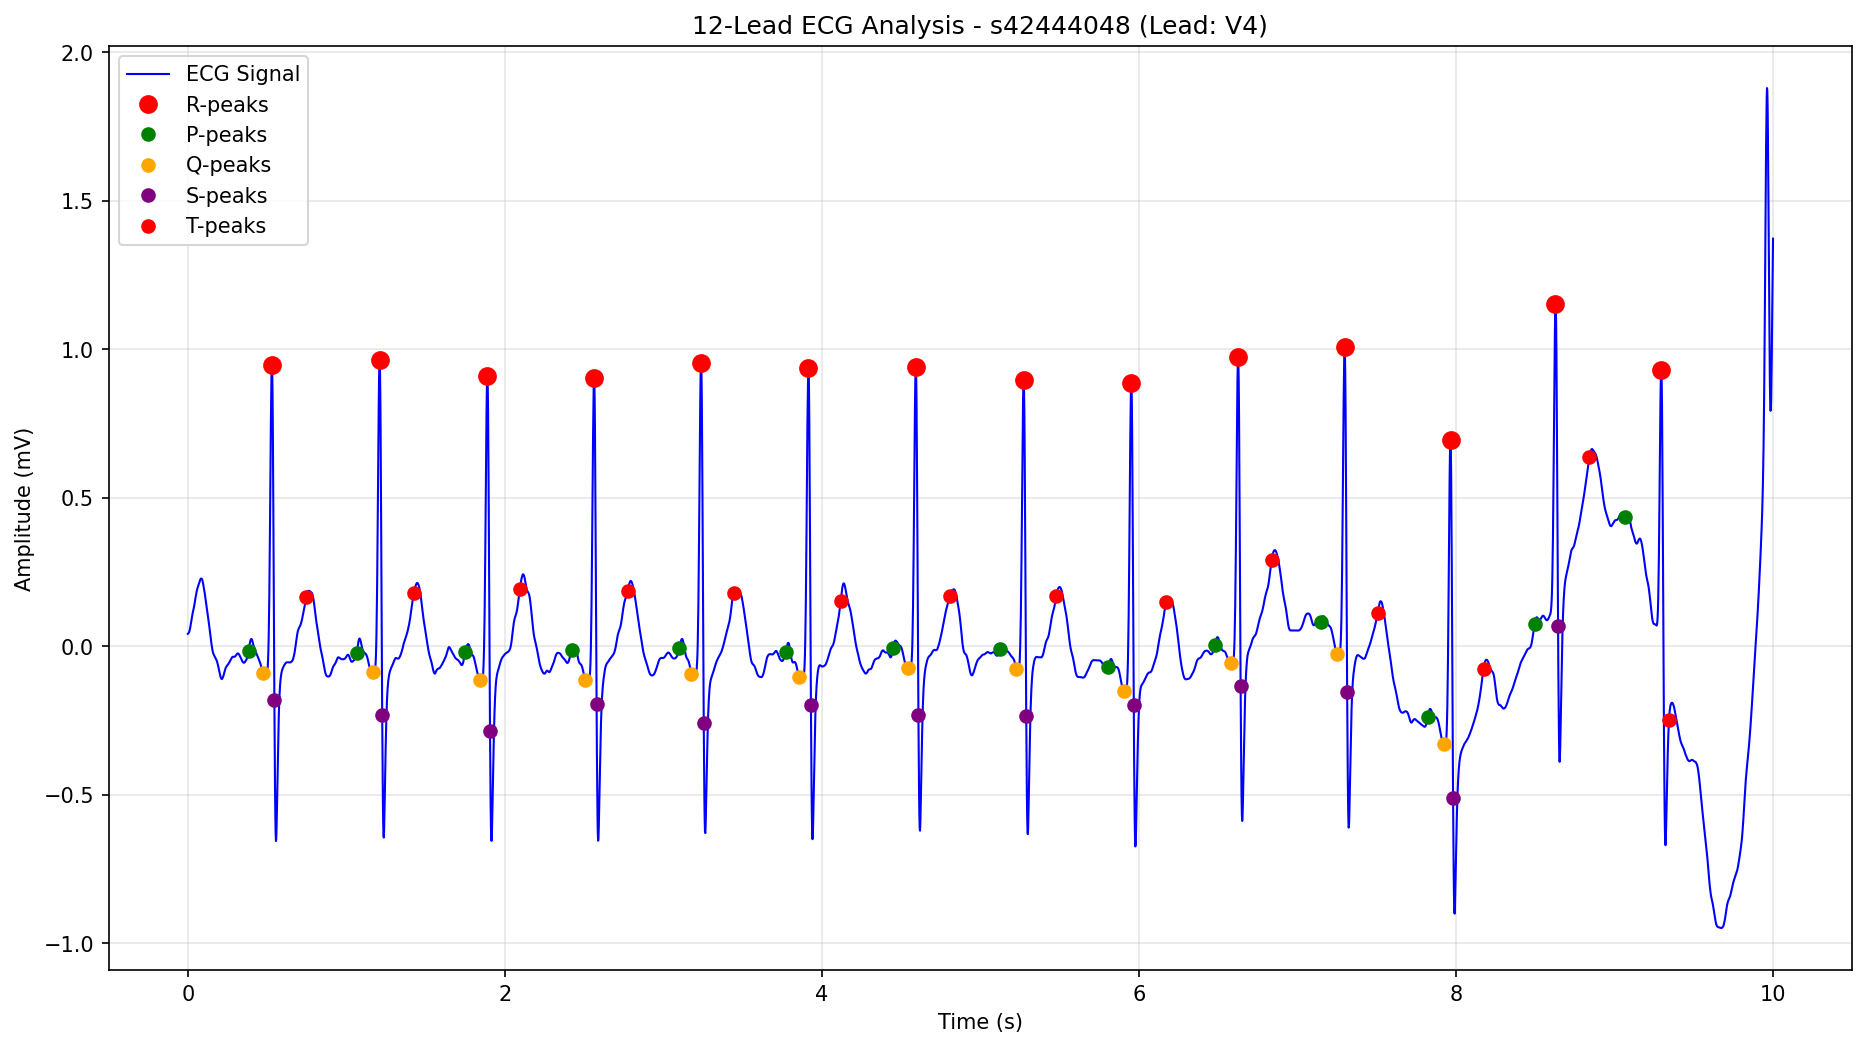 12-Lead ECG Analysis - s42444048 (Lead: V4)
2.0
1.5
1.0
0.5
0.0
−0.5
−1.0
Amplitude (mV)
ECG Signal
R-peaks
P-peaks
Q-peaks
S-peaks
T-peaks
0 2 4 6 8 10
Time (s)